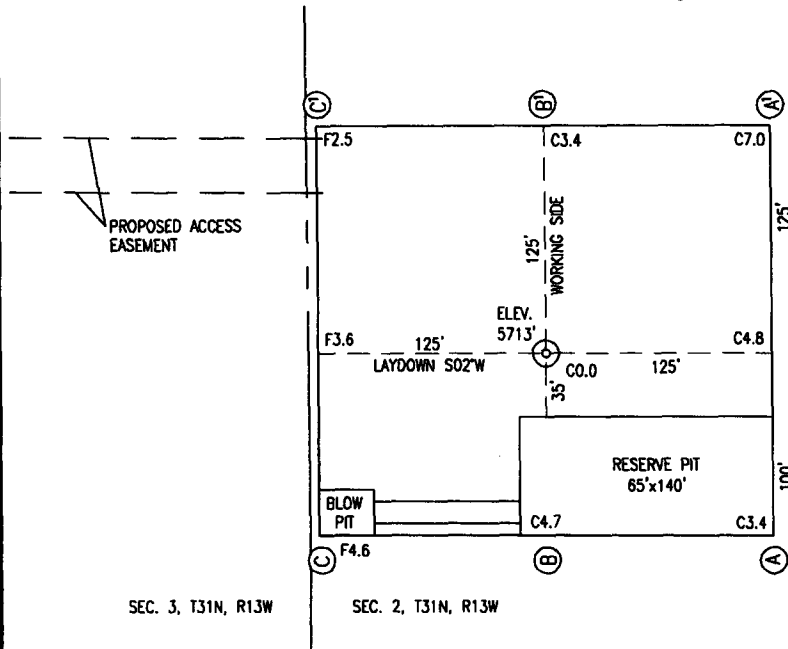 C' B' A'
F2.5 C3.4 C7.0
PROPOSED ACCESS
EASEMENT
125'
WORKING SIDE
125'
ELEV.
5713'
F3.6 125' C4.8
LAYDOWN S02°W
C0.0 125'
35'
RESERVE PIT
65'x140'
100'
BLOW
PIT
C4.7 C3.4
F4.6
C B A
SEC. 3, T31N, R13W SEC. 2, T31N, R13W